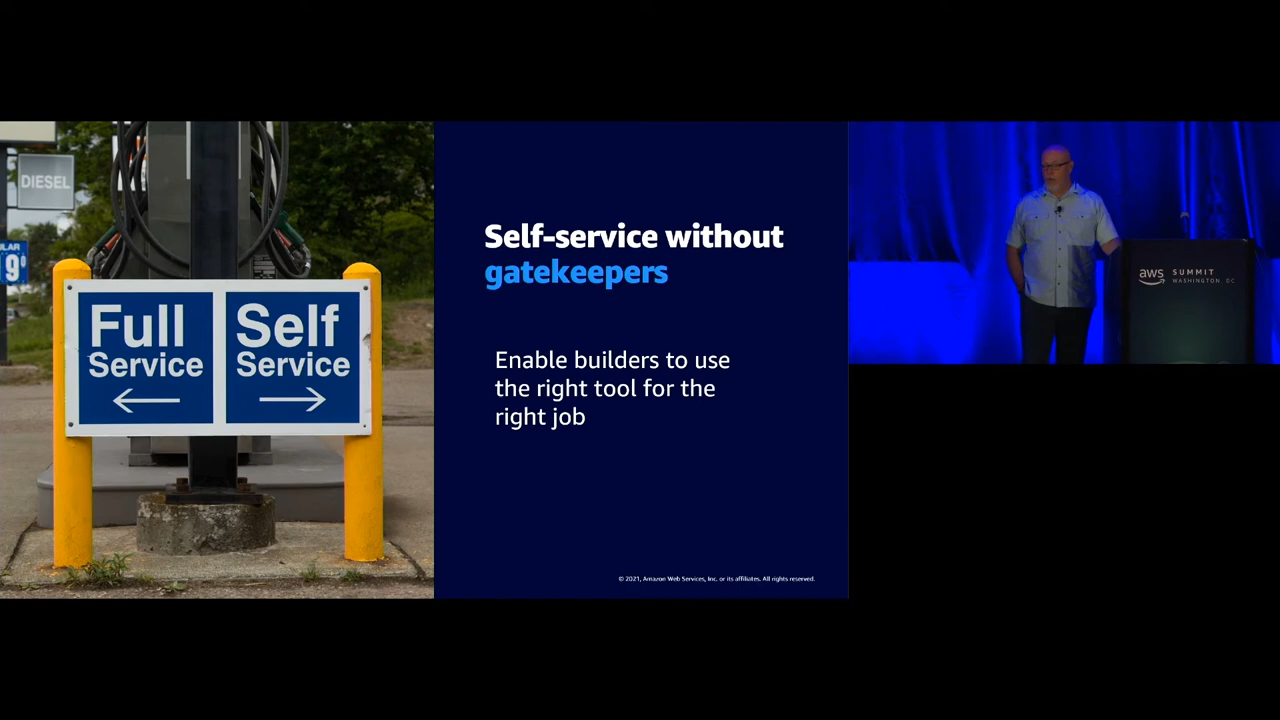 DIESEL
9
Full
Service
Self
Service
Self-service without
gatekeepers
Enable builders to use
the right tool for the
right job
© 2021, Amazon Web Services, Inc. or its affiliates. All rights reserved.
aws SUMMIT
WASHINGTON, DC